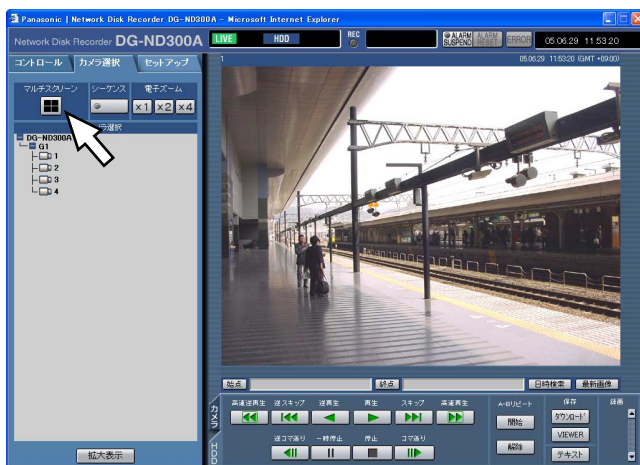 Panasonic | Network Disk Recorder DG-ND300A - Microsoft Internet Explorer
Network Disk Recorder DG-ND300A
LIVE HDD REC ALARM SUSPEND ALARM RESET ERROR 05.06.29 11:53:20
コントロール カメラ選択 セットアップ
1 05.06.29 11:53:20 (GMT +09:00)
マルチスクリーン シーケンス 電子ズーム
x1 x2 x4
ラ選択
DG-ND300A
G1
1
2
3
4
拡大表示
始点 終点 日時検索 最新画像
カメラ
HDD
高速逆再生 逆スキップ 逆再生 再生 スキップ 高速再生
逆コマ送り 一時停止 停止 コマ送り
A-Bリピート 保存 録画
開始 ダウンロード
VIEWER
解除 テキスト